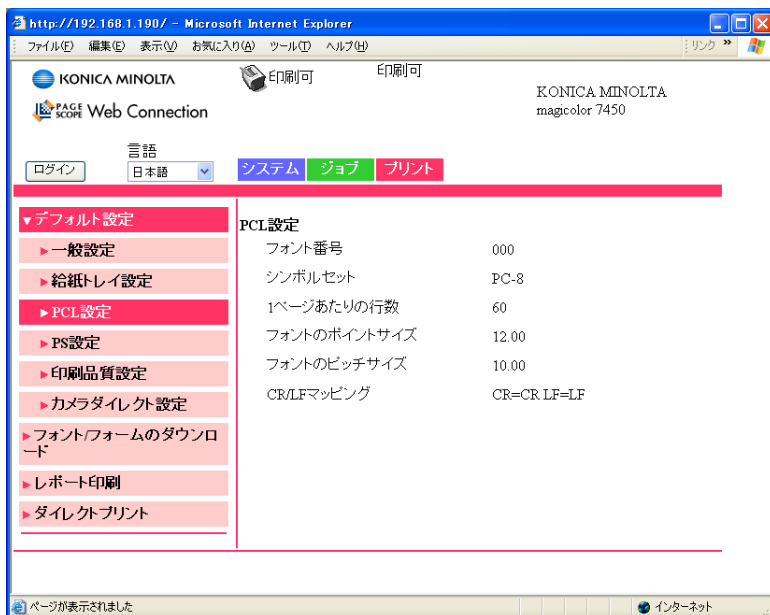 http://192.168.1.190/ - Microsoft Internet Explorer
ファイル(F) 編集(E) 表示(V) お気に入り(A) ツール(T) ヘルプ(H) リンク »
KONICA MINOLTA 印刷可 印刷可
KONICA MINOLTA
magicolor 7450
PAGE SCOPE Web Connection
言語
ログイン 日本語 システム ジョブ プリント
▼デフォルト設定
▶一般設定
▶給紙トレイ設定
▶PCL設定
▶PS設定
▶印刷品質設定
▶カメラダイレクト設定
▶フォント/フォームのダウンロ
ード
▶レポート印刷
▶ダイレクトプリント
PCL設定
フォント番号 000
シンボルセット PC-8
1ページあたりの行数 60
フォントのポイントサイズ 12.00
フォントのピッチサイズ 10.00
CR/LFマッピング CR=CR LF=LF
ページが表示されました インターネット